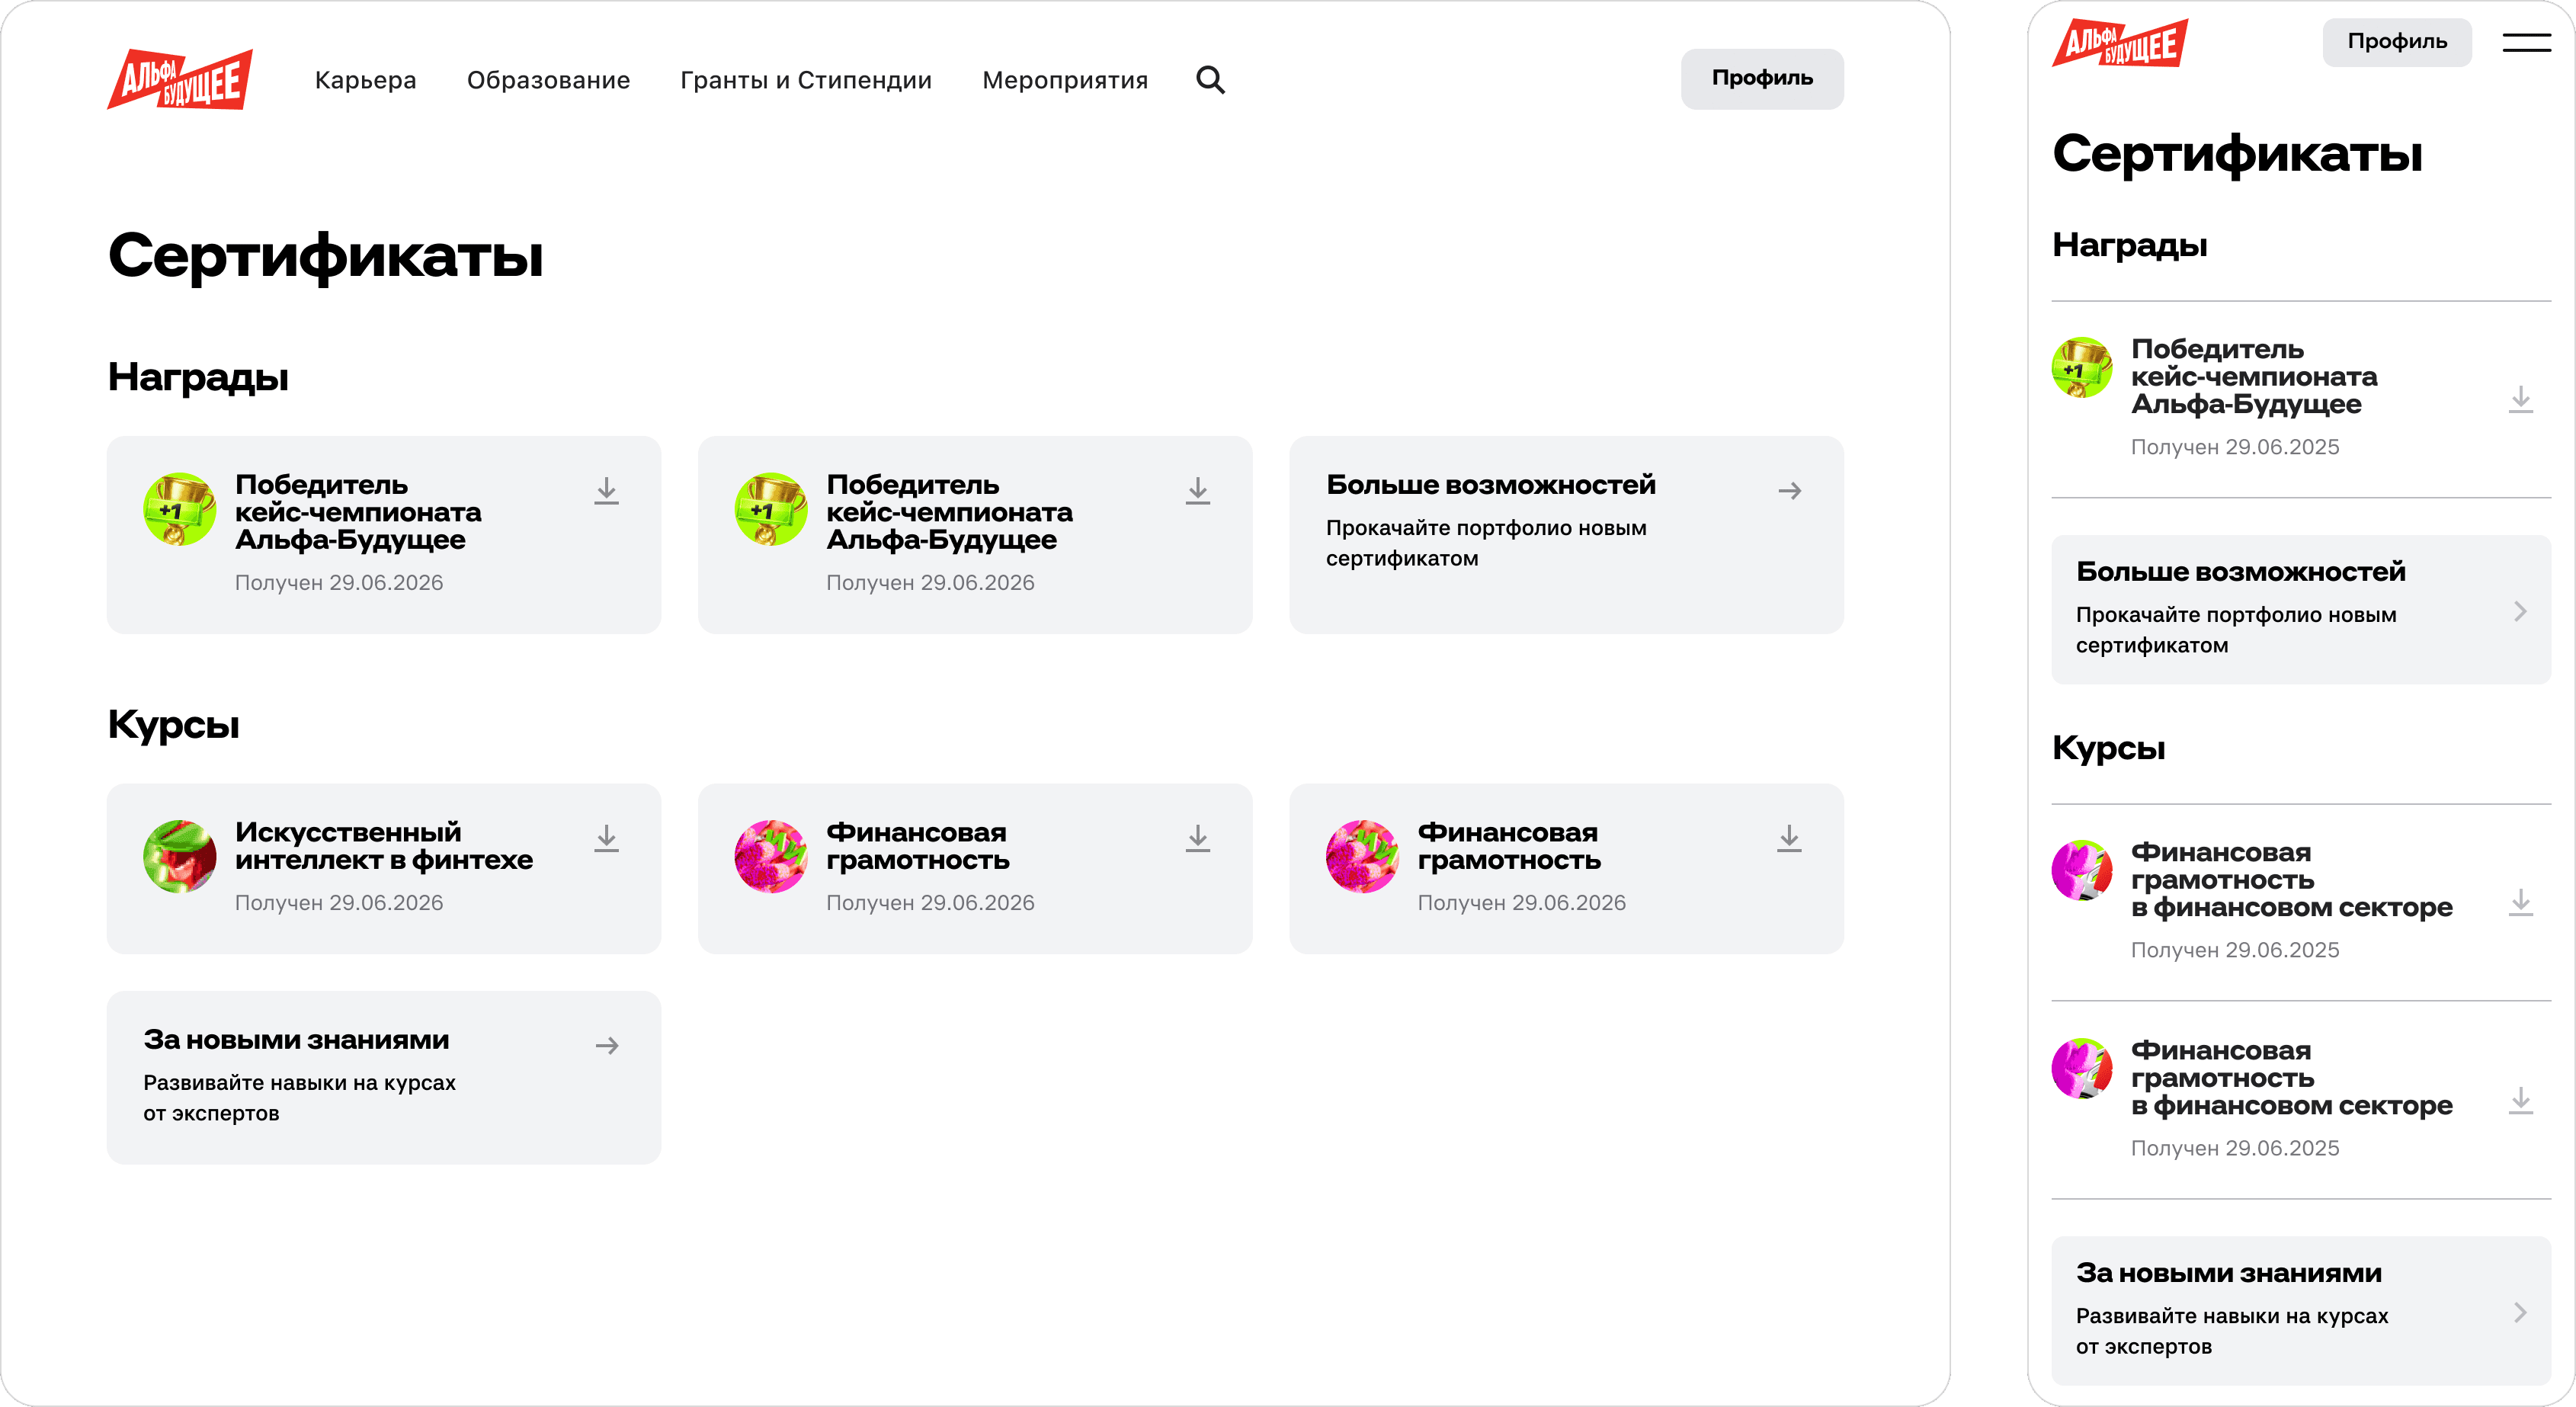 АЛЬФА
БУДУЩЕЕ
Карьера
Образование
Гранты и Стипендии
Мероприятия
Профиль
Сертификаты
Награды
+1
Победитель
кейс-чемпионата
Альфа-Будущее
Получен 29.06.2026
+1
Победитель
кейс-чемпионата
Альфа-Будущее
Получен 29.06.2026
Больше возможностей
Прокачайте портфолио новым
сертификатом
Курсы
Искусственный
интеллект в финтехе
Получен 29.06.2026
Финансовая
грамотность
Получен 29.06.2026
Финансовая
грамотность
Получен 29.06.2026
За новыми знаниями
Развивайте навыки на курсах
от экспертов
АЛЬФА
БУДУЩЕЕ
Профиль
Сертификаты
Награды
+1
Победитель
кейс-чемпионата
Альфа-Будущее
Получен 29.06.2025
Больше возможностей
Прокачайте портфолио новым
сертификатом
Курсы
Финансовая
грамотность
в финансовом секторе
Получен 29.06.2025
Финансовая
грамотность
в финансовом секторе
Получен 29.06.2025
За новыми знаниями
Развивайте навыки на курсах
от экспертов